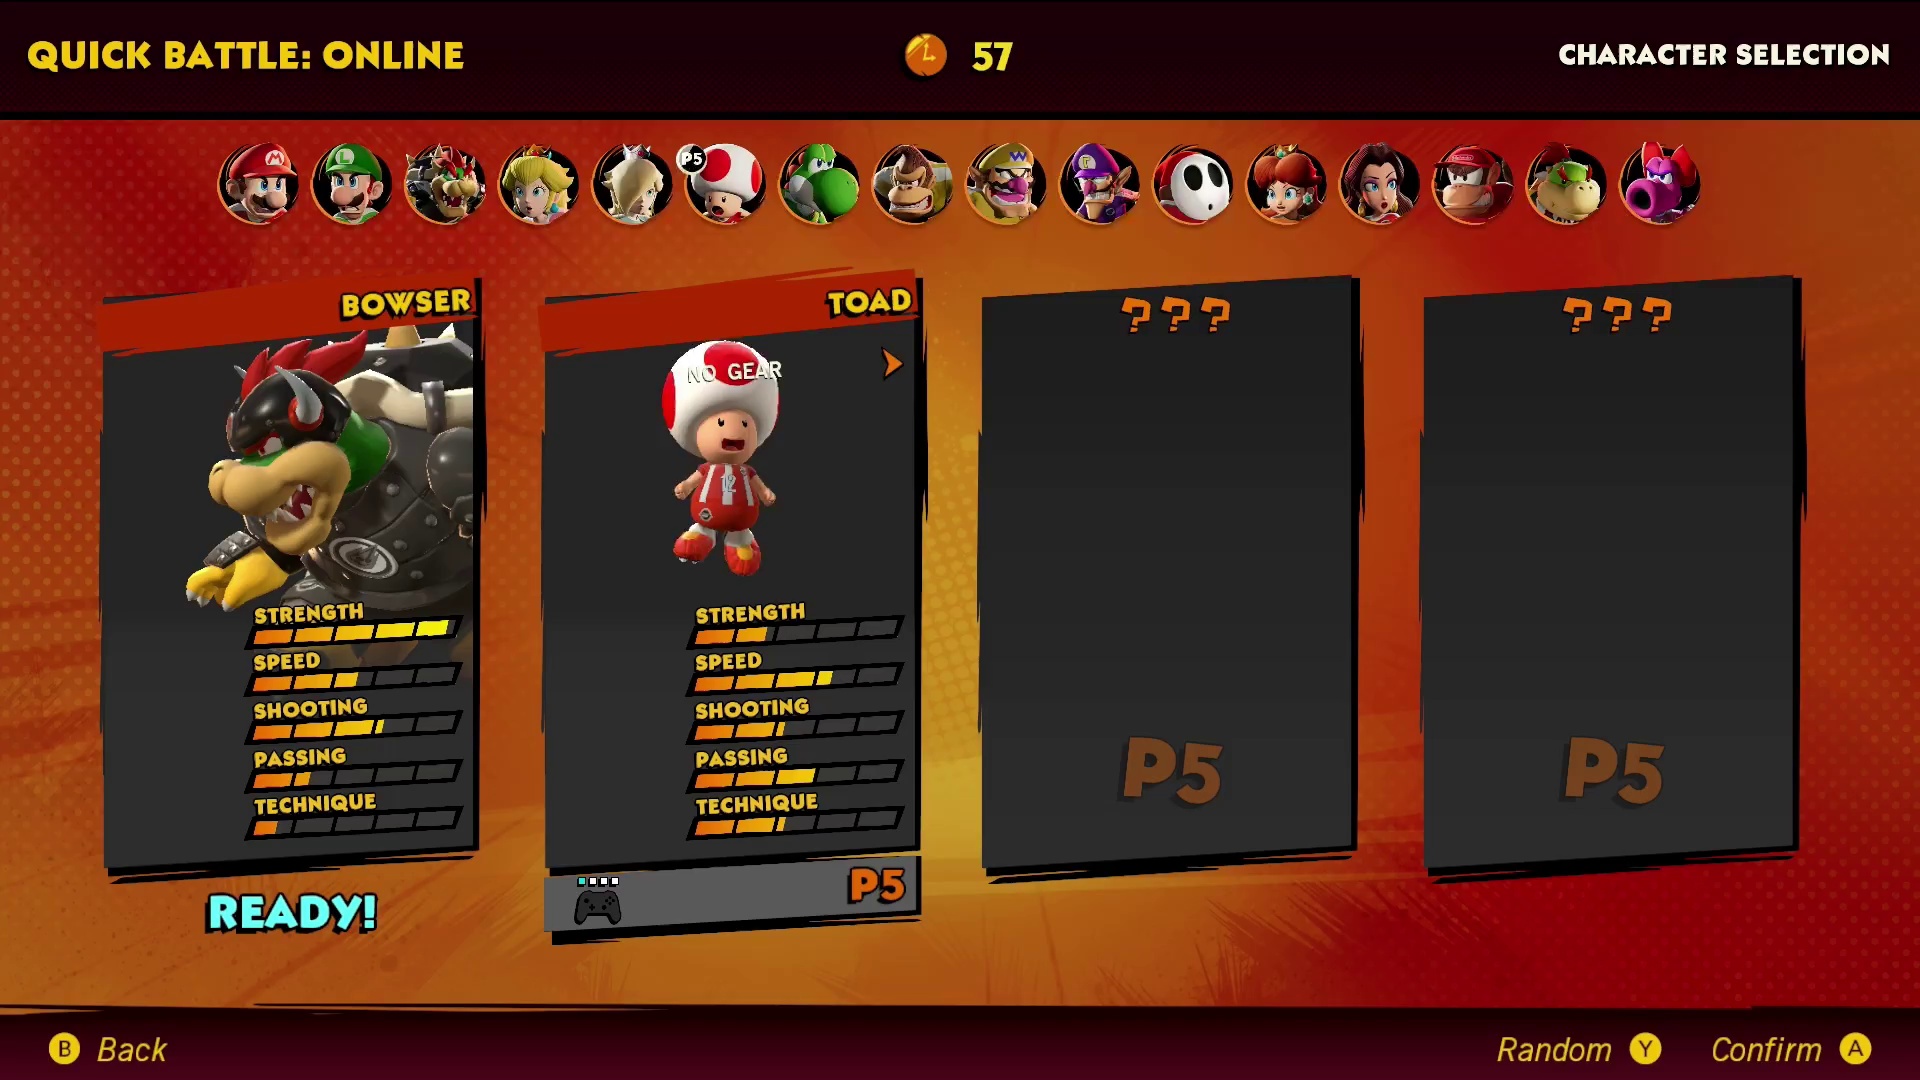 QUICK BATTLE: ONLINE
57
CHARACTER SELECTION
P5
BOWSER
STRENGTH
SPEED
SHOOTING
PASSING
TECHNIQUE
READY!
TOAD
NO GEAR
12
STRENGTH
SPEED
SHOOTING
PASSING
TECHNIQUE
P5
???
P5
???
P5
B Back
Random Y
Confirm A